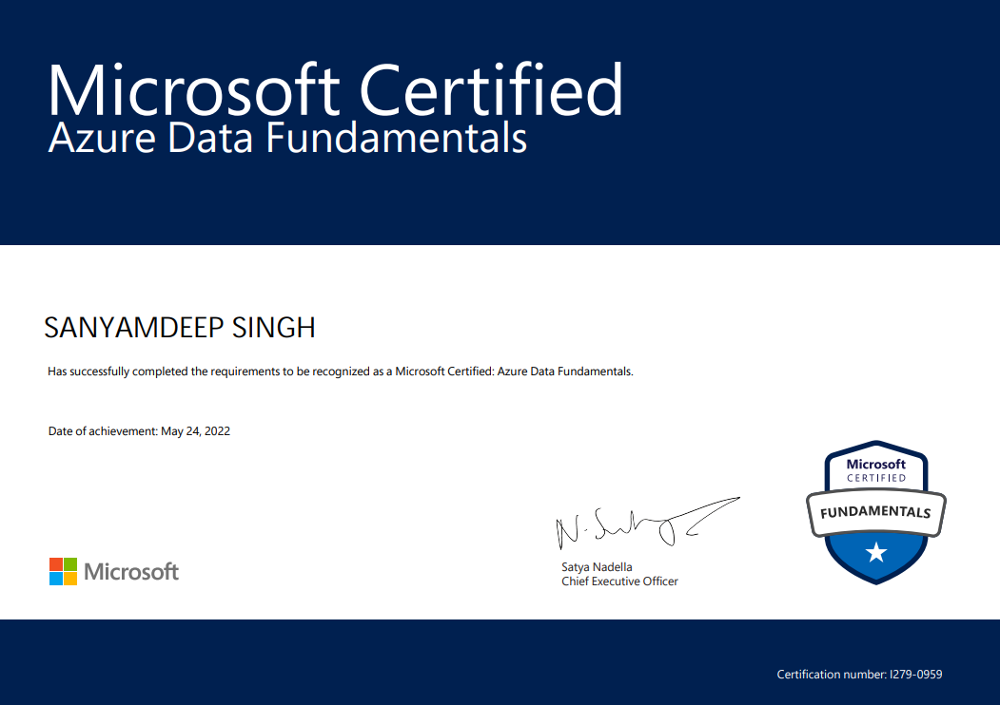 Microsoft Certified
Azure Data Fundamentals
SANYAMDEEP SINGH
Has successfully completed the requirements to be recognized as a Microsoft Certified: Azure Data Fundamentals.
Date of achievement: May 24, 2022
Microsoft
CERTIFIED
FUNDAMENTALS
N. Satya
Satya Nadella
Chief Executive Officer
Microsoft
Certification number: I279-0959